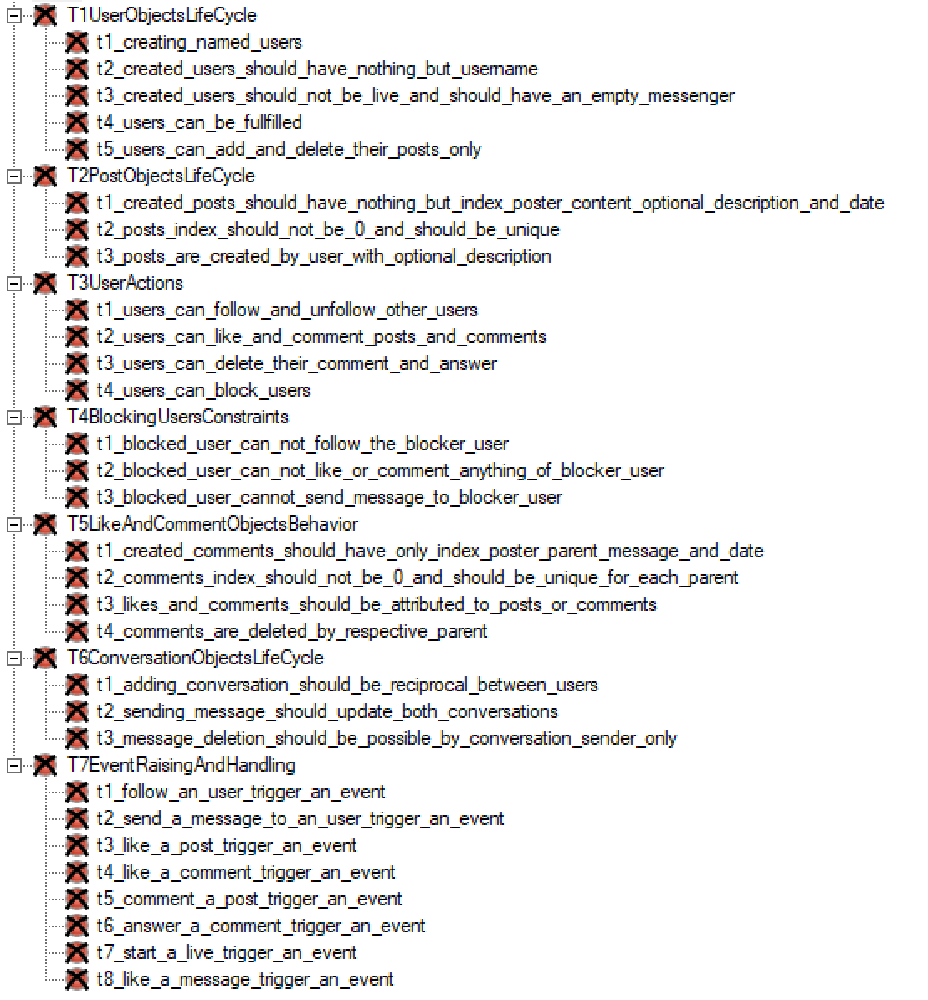 T1UserObjectsLifeCycle
t1_creating_named_users
t2_created_users_should_have_nothing_but_username
t3_created_users_should_not_be_live_and_should_have_an_empty_messenger
t4_users_can_be_fullfilled
t5_users_can_add_and_delete_their_posts_only
T2PostObjectsLifeCycle
t1_created_posts_should_have_nothing_but_index_poster_content_optional_description_and_date
t2_posts_index_should_not_be_0_and_should_be_unique
t3_posts_are_created_by_user_with_optional_description
T3UserActions
t1_users_can_follow_and_unfollow_other_users
t2_users_can_like_and_comment_posts_and_comments
t3_users_can_delete_their_comment_and_answer
t4_users_can_block_users
T4BlockingUsersConstraints
t1_blocked_user_can_not_follow_the_blocker_user
t2_blocked_user_can_not_like_or_comment_anything_of_blocker_user
t3_blocked_user_cannot_send_message_to_blocker_user
T5LikeAndCommentObjectsBehavior
t1_created_comments_should_have_only_index_poster_parent_message_and_date
t2_comments_index_should_not_be_0_and_should_be_unique_for_each_parent
t3_likes_and_comments_should_be_attributed_to_posts_or_comments
t4_comments_are_deleted_by_respective_parent
T6ConversationObjectsLifeCycle
t1_adding_conversation_should_be_reciprocal_between_users
t2_sending_message_should_update_both_conversations
t3_message_deletion_should_be_possible_by_conversation_sender_only
T7EventRaisingAndHandling
t1_follow_an_user_trigger_an_event
t2_send_a_message_to_an_user_trigger_an_event
t3_like_a_post_trigger_an_event
t4_like_a_comment_trigger_an_event
t5_comment_a_post_trigger_an_event
t6_answer_a_comment_trigger_an_event
t7_start_a_live_trigger_an_event
t8_like_a_message_trigger_an_event